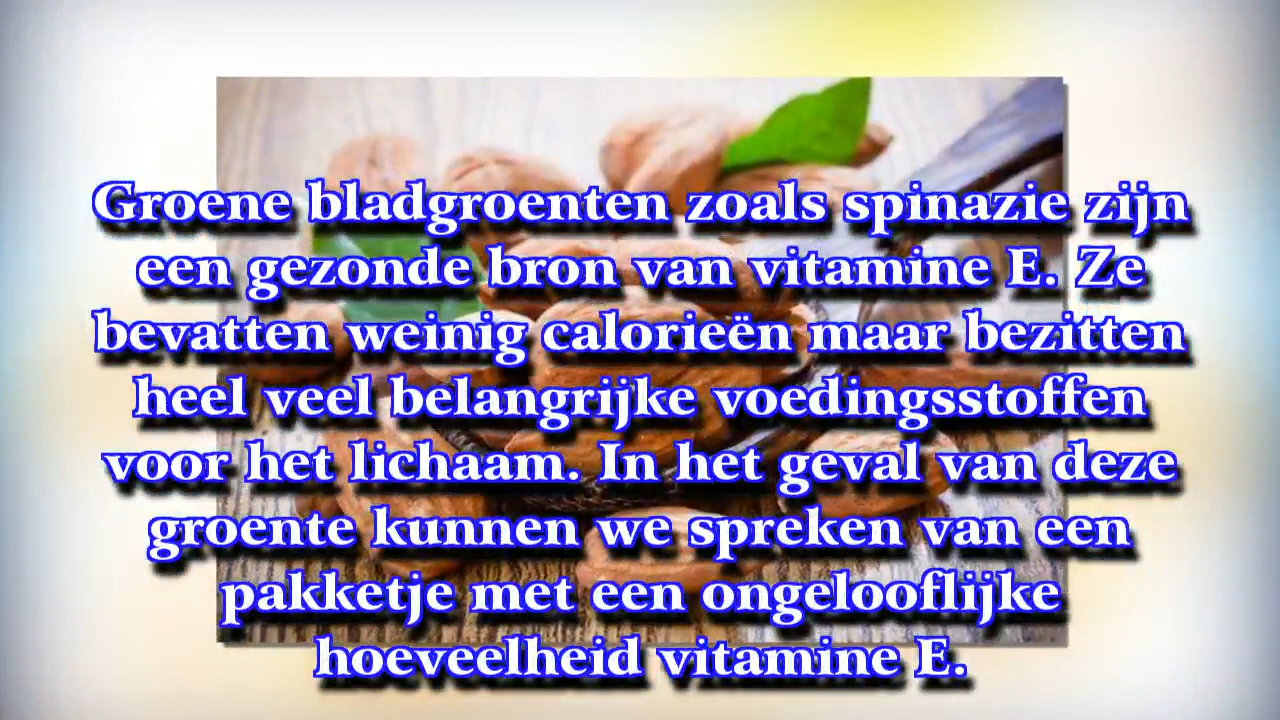 Groene bladgroenten zoals spinazie zijn
een gezonde bron van vitamine E. Ze
bevatten weinig calorieën maar bezitten
heel veel belangrijke voedingsstoffen
voor het lichaam. In het geval van deze
groente kunnen we spreken van een
pakketje met een ongelooflijke
hoeveelheid vitamine E.